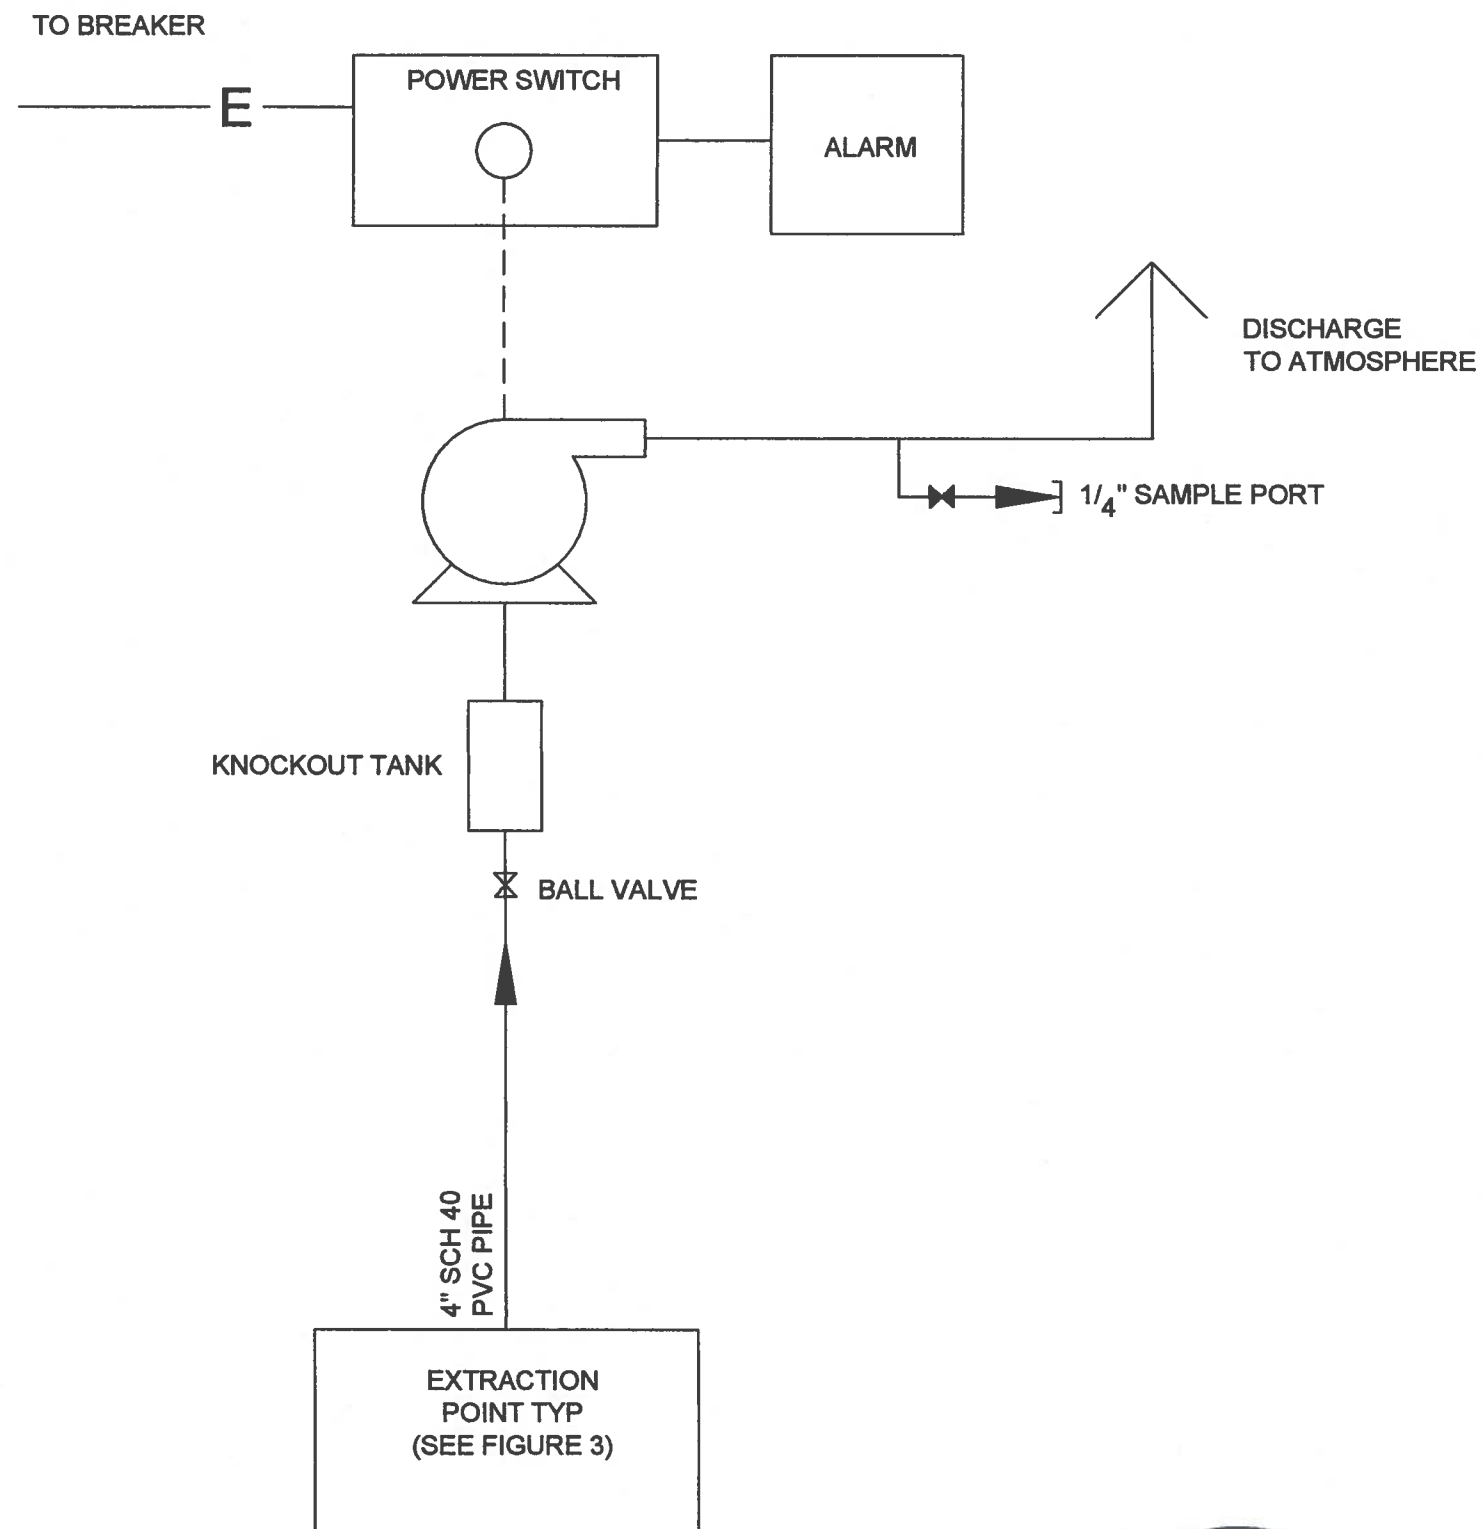 TO BREAKER
E
POWER SWITCH
ALARM
DISCHARGE
TO ATMOSPHERE
1/4" SAMPLE PORT
KNOCKOUT TANK
BALL VALVE
4" SCH 40
PVC PIPE
EXTRACTION
POINT TYP
(SEE FIGURE 3)